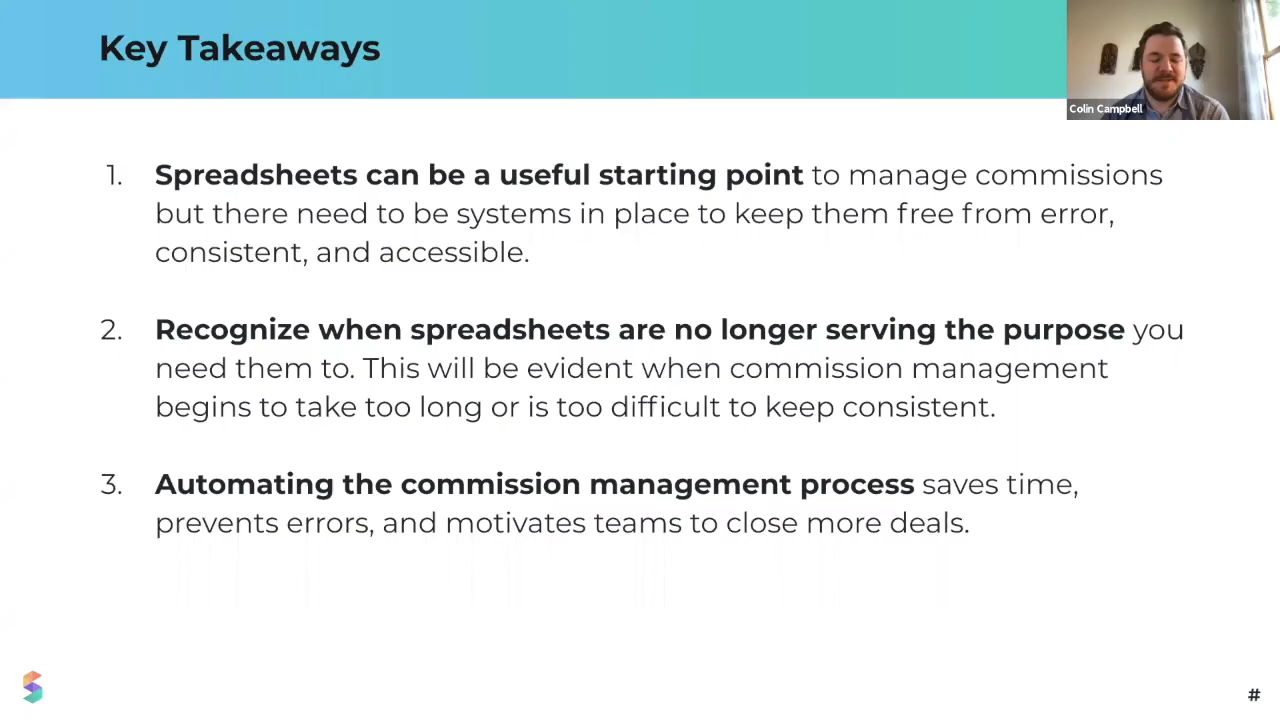 Key Takeaways
Colin Campbell
1. Spreadsheets can be a useful starting point to manage commissions
but there need to be systems in place to keep them free from error,
consistent, and accessible.
2. Recognize when spreadsheets are no longer serving the purpose you
need them to. This will be evident when commission management
begins to take too long or is too difficult to keep consistent.
3. Automating the commission management process saves time,
prevents errors, and motivates teams to close more deals.
#